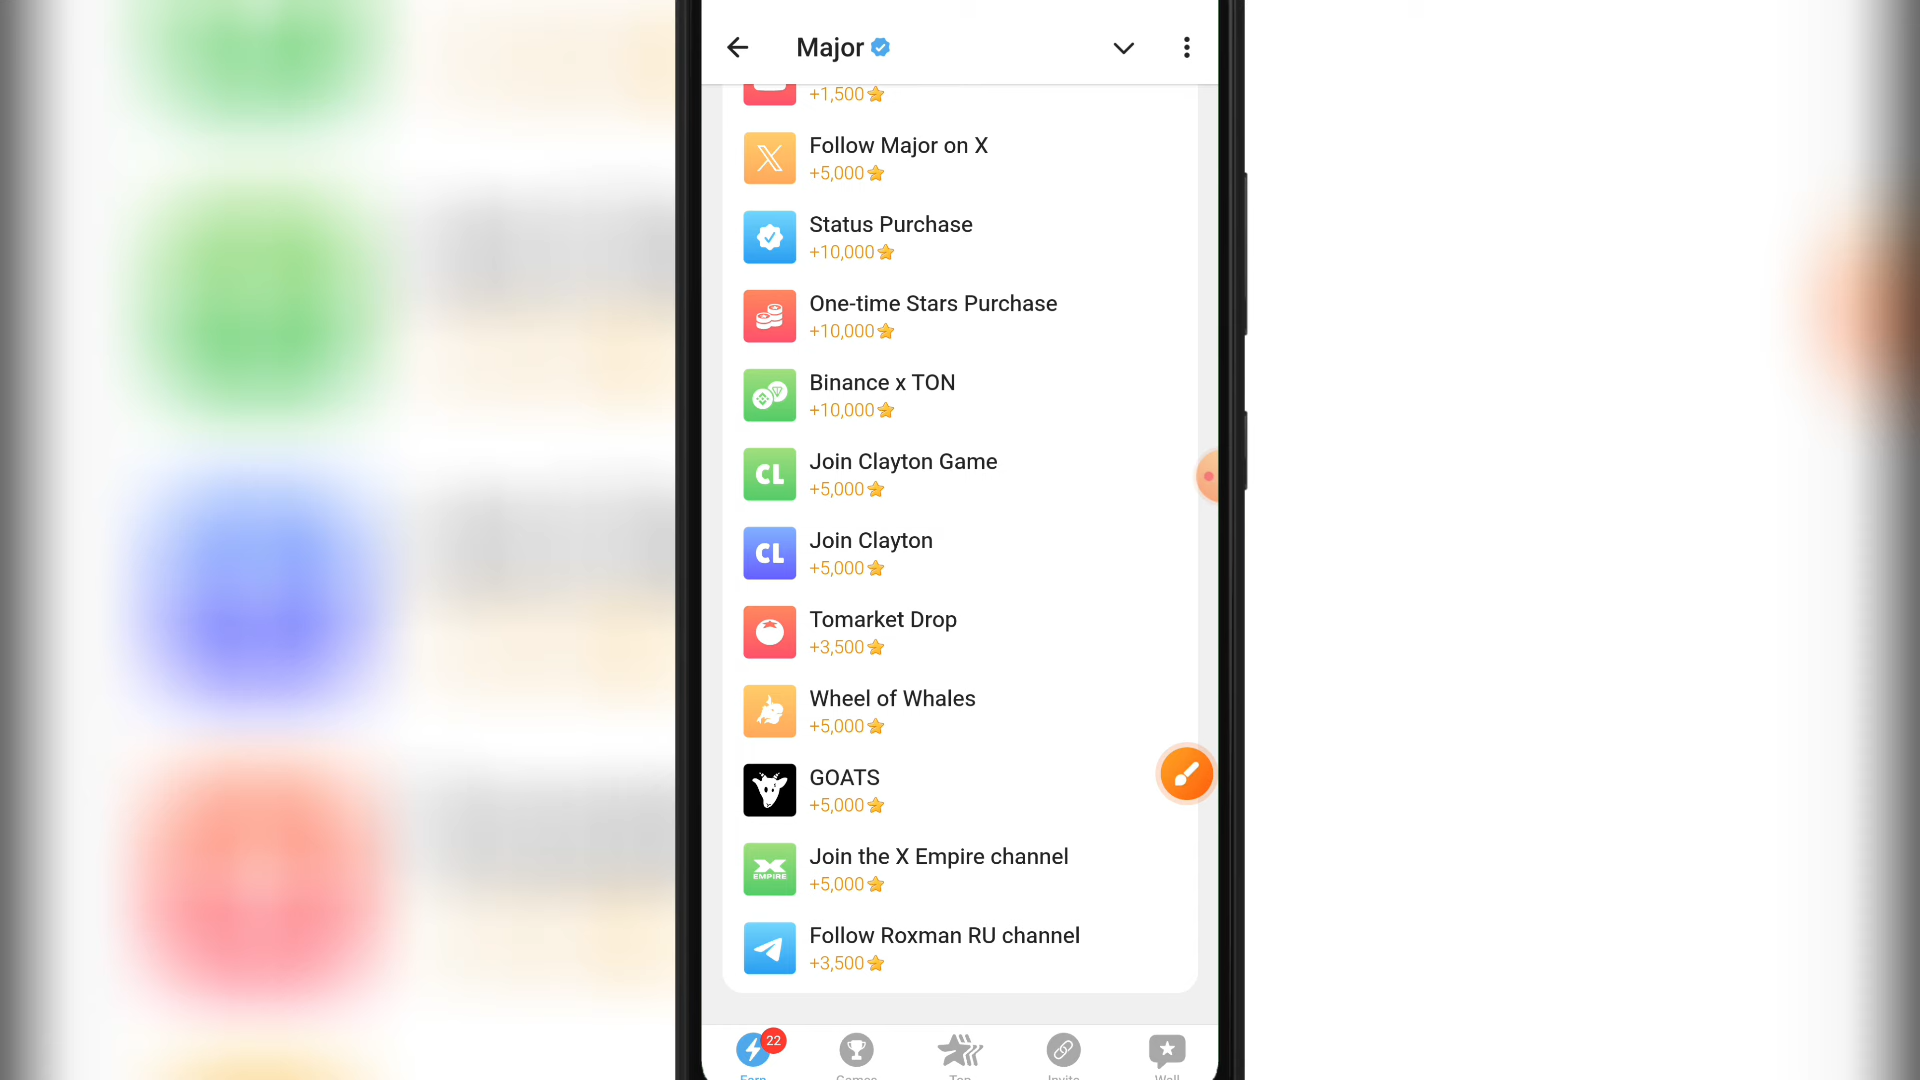 Major
+1,500
Follow Major on X
+5,000
Status Purchase
+10,000
One-time Stars Purchase
+10,000
Binance x TON
+10,000
CL
Join Clayton Game
+5,000
CL
Join Clayton
+5,000
Tomarket Drop
+3,500
Wheel of Whales
+5,000
GOATS
+5,000
EMPIRE
Join the X Empire channel
+5,000
Follow Roxman RU channel
+3,500
22
Earn
Games
Top
Invite
Wall